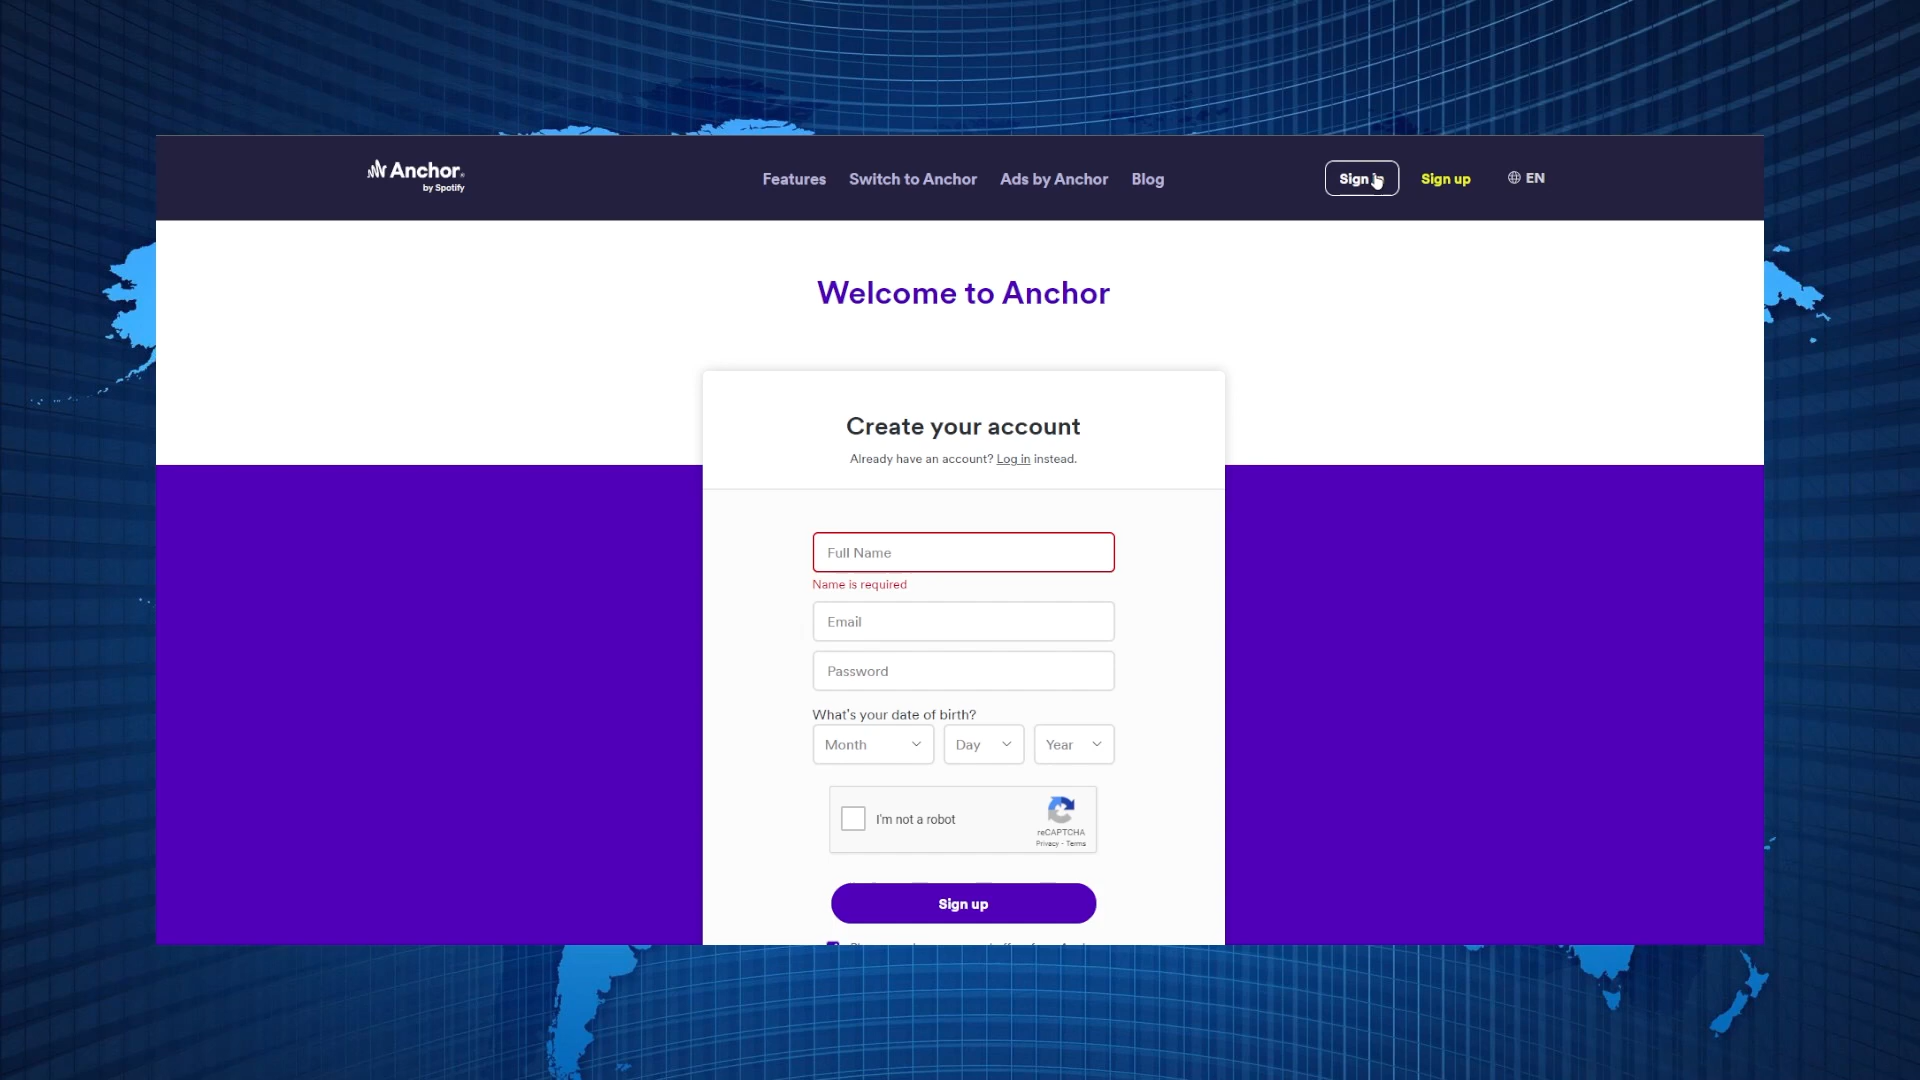 Anchor
by Spotify
Features
Switch to Anchor
Ads by Anchor
Blog
Sign
Sign up
EN
Welcome to Anchor
Create your account
Already have an account? Log in instead.
Full Name
Name is required
Email
Password
What's your date of birth?
Month
Day
Year
I'm not a robot
reCAPTCHA
Privacy - Terms
Sign up